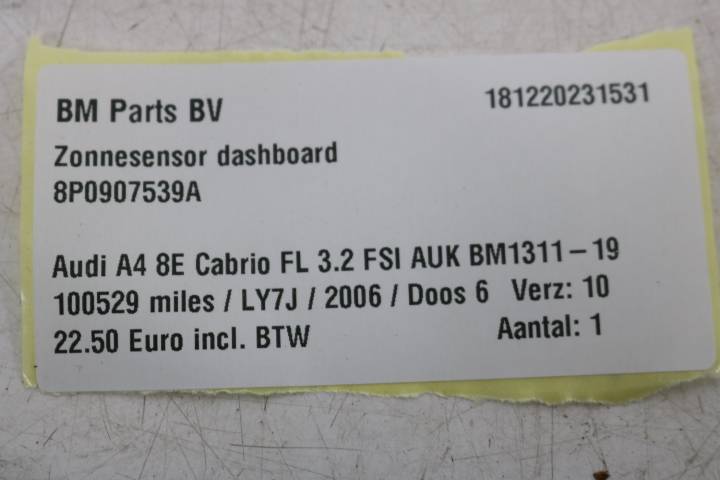 BM Parts BV 181220231531
Zonnesensor dashboard
8P0907539A
Audi A4 8E Cabrio FL 3.2 FSI AUK BM1311-19
100529 miles / LY7J / 2006 / Doos 6 Verz: 10
22.50 Euro incl. BTW Aantal: 1